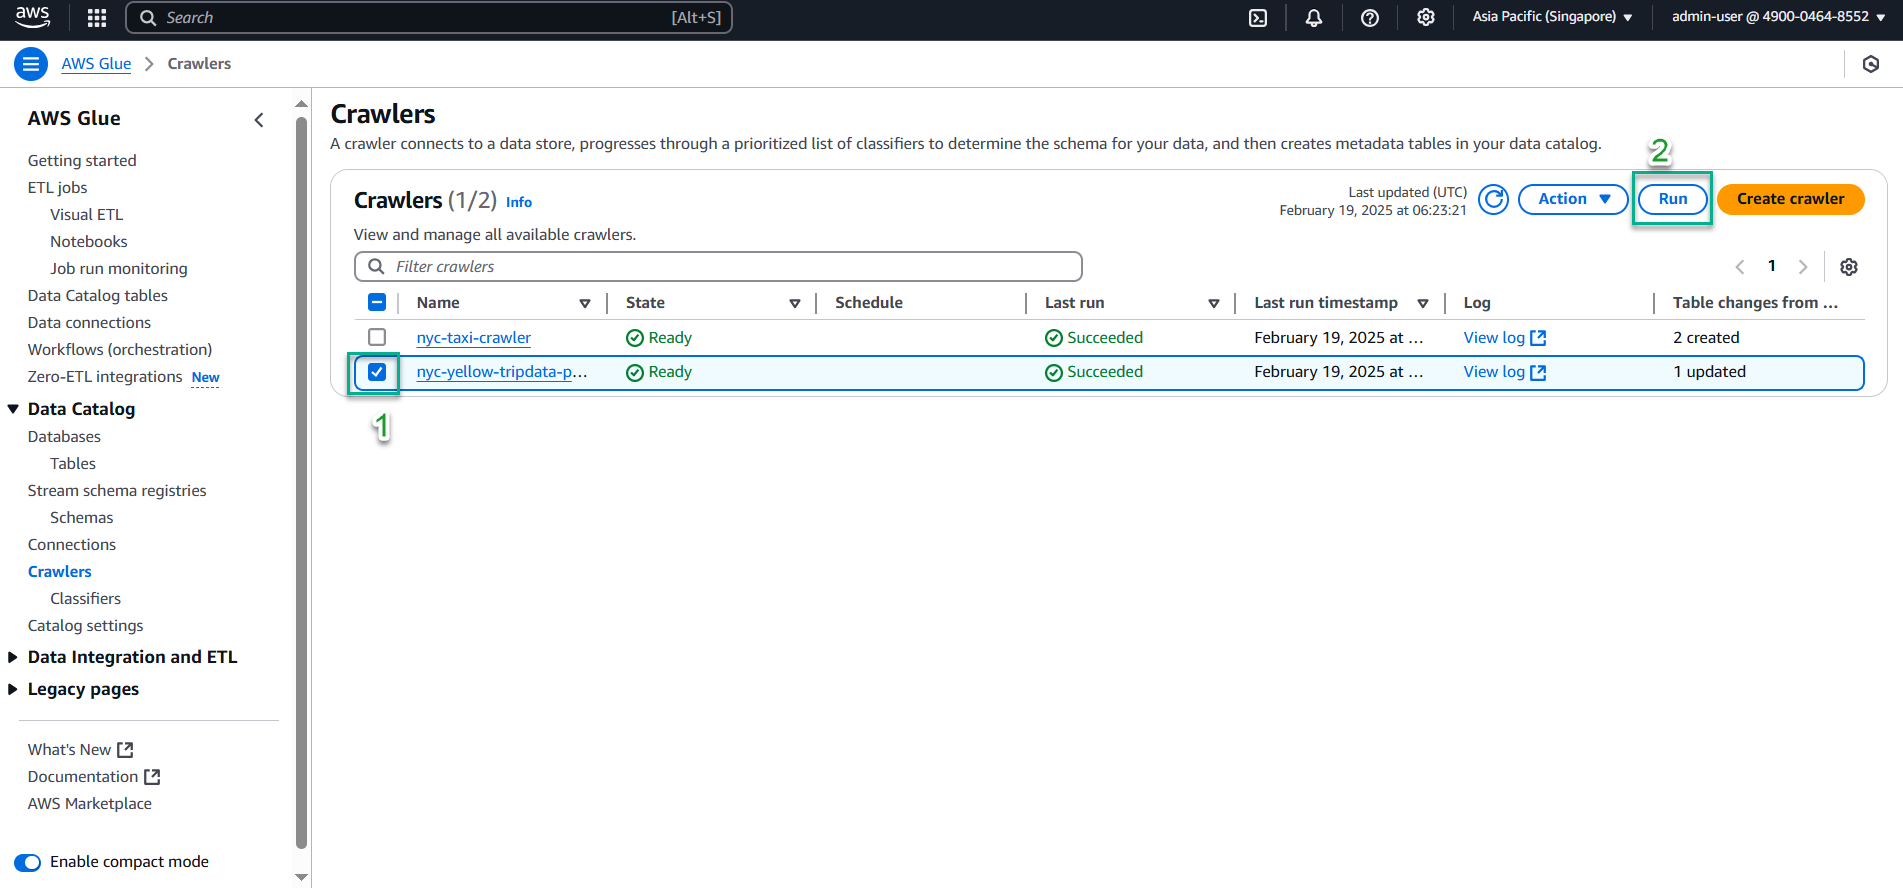 aws
Search
[Alt+S]
Asia Pacific (Singapore)
admin-user @ 4900-0464-8552
AWS Glue
Crawlers
AWS Glue
Getting started
ETL jobs
Visual ETL
Notebooks
Job run monitoring
Data Catalog tables
Data connections
Workflows (orchestration)
Zero-ETL integrations New
Data Catalog
Databases
Tables
Stream schema registries
Schemas
Connections
Crawlers
Classifiers
Catalog settings
Data Integration and ETL
Legacy pages
What's New
Documentation
AWS Marketplace
Enable compact mode
Crawlers
A crawler connects to a data store, progresses through a prioritized list of classifiers to determine the schema for your data, and then creates metadata tables in your data catalog.
2
Crawlers (1/2) Info
Last updated (UTC)
February 19, 2025 at 06:23:21
Action
Run
Create crawler
View and manage all available crawlers.
Filter crawlers
1
Name State Schedule Last run Last run timestamp Log Table changes from ...
nyc-taxi-crawler Ready Succeeded February 19, 2025 at ... View log 2 created
nyc-yellow-tripdata-p... Ready Succeeded February 19, 2025 at ... View log 1 updated
1